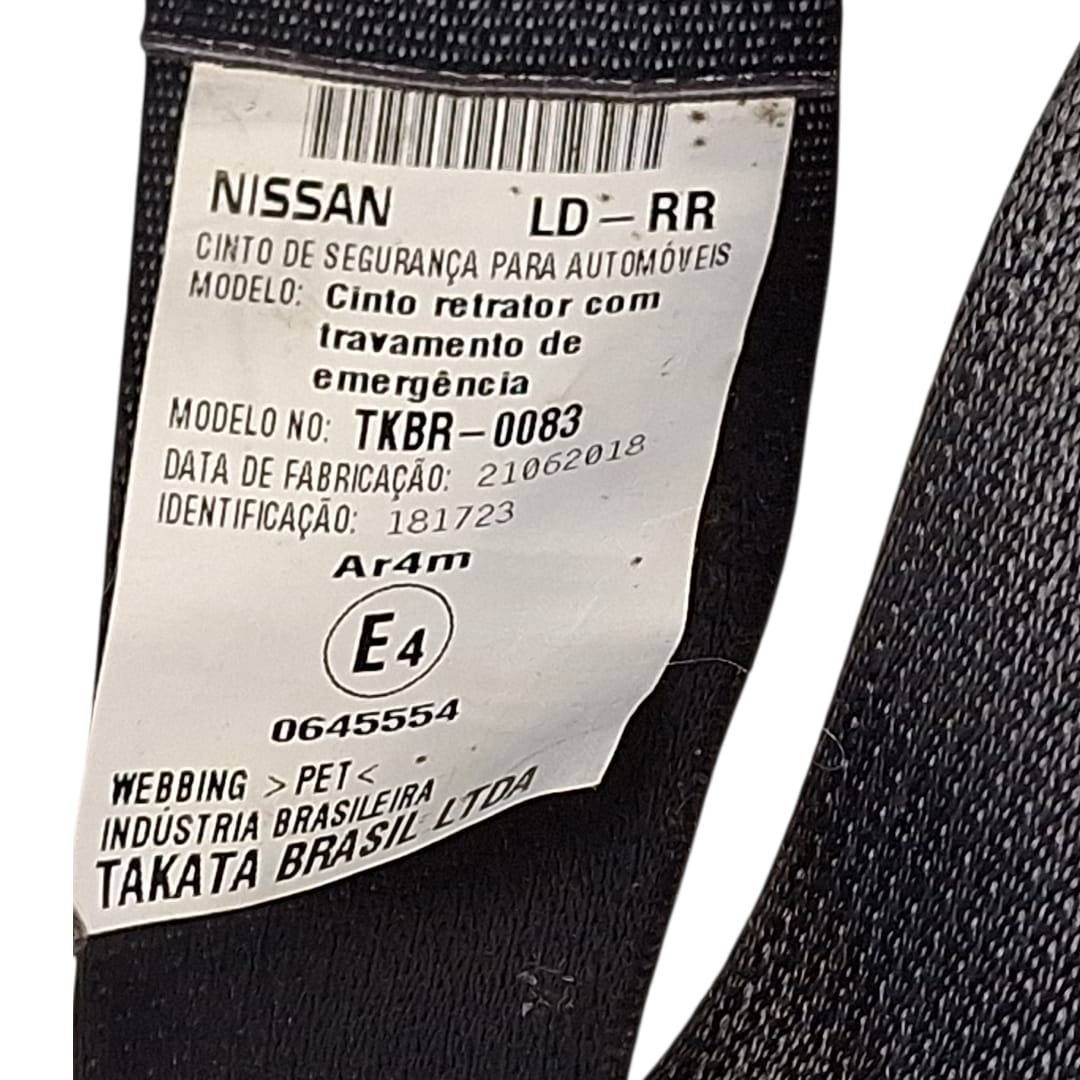 NISSAN LD-RR
CINTO DE SEGURANÇA PARA AUTOMÓVEIS
MODELO: Cinto retrator com
travamento de
emergência
MODELO NO: TKBR-0083
DATA DE FABRICAÇÃO: 21062018
IDENTIFICAÇÃO: 181723
Ar4m
E4
0645554
WEBBING >PET<
INDÚSTRIA BRASILEIRA
TAKATA BRASIL LTDA